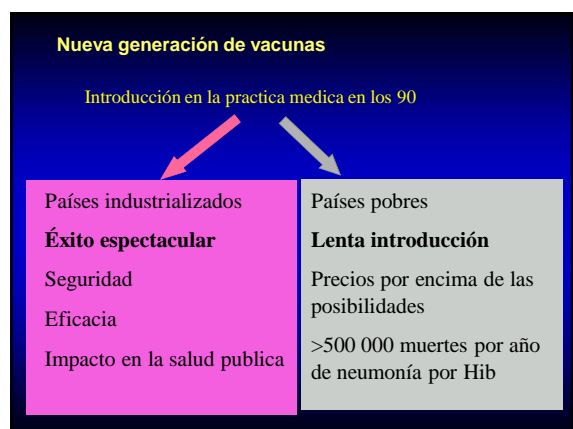 Nueva generación de vacunas
Introducción en la practica medica en los 90
Países industrializados
Éxito espectacular
Seguridad
Eficacia
Impacto en la salud publica
Países pobres
Lenta introducción
Precios por encima de las
posibilidades
>500 000 muertes por año
de neumonía por Hib